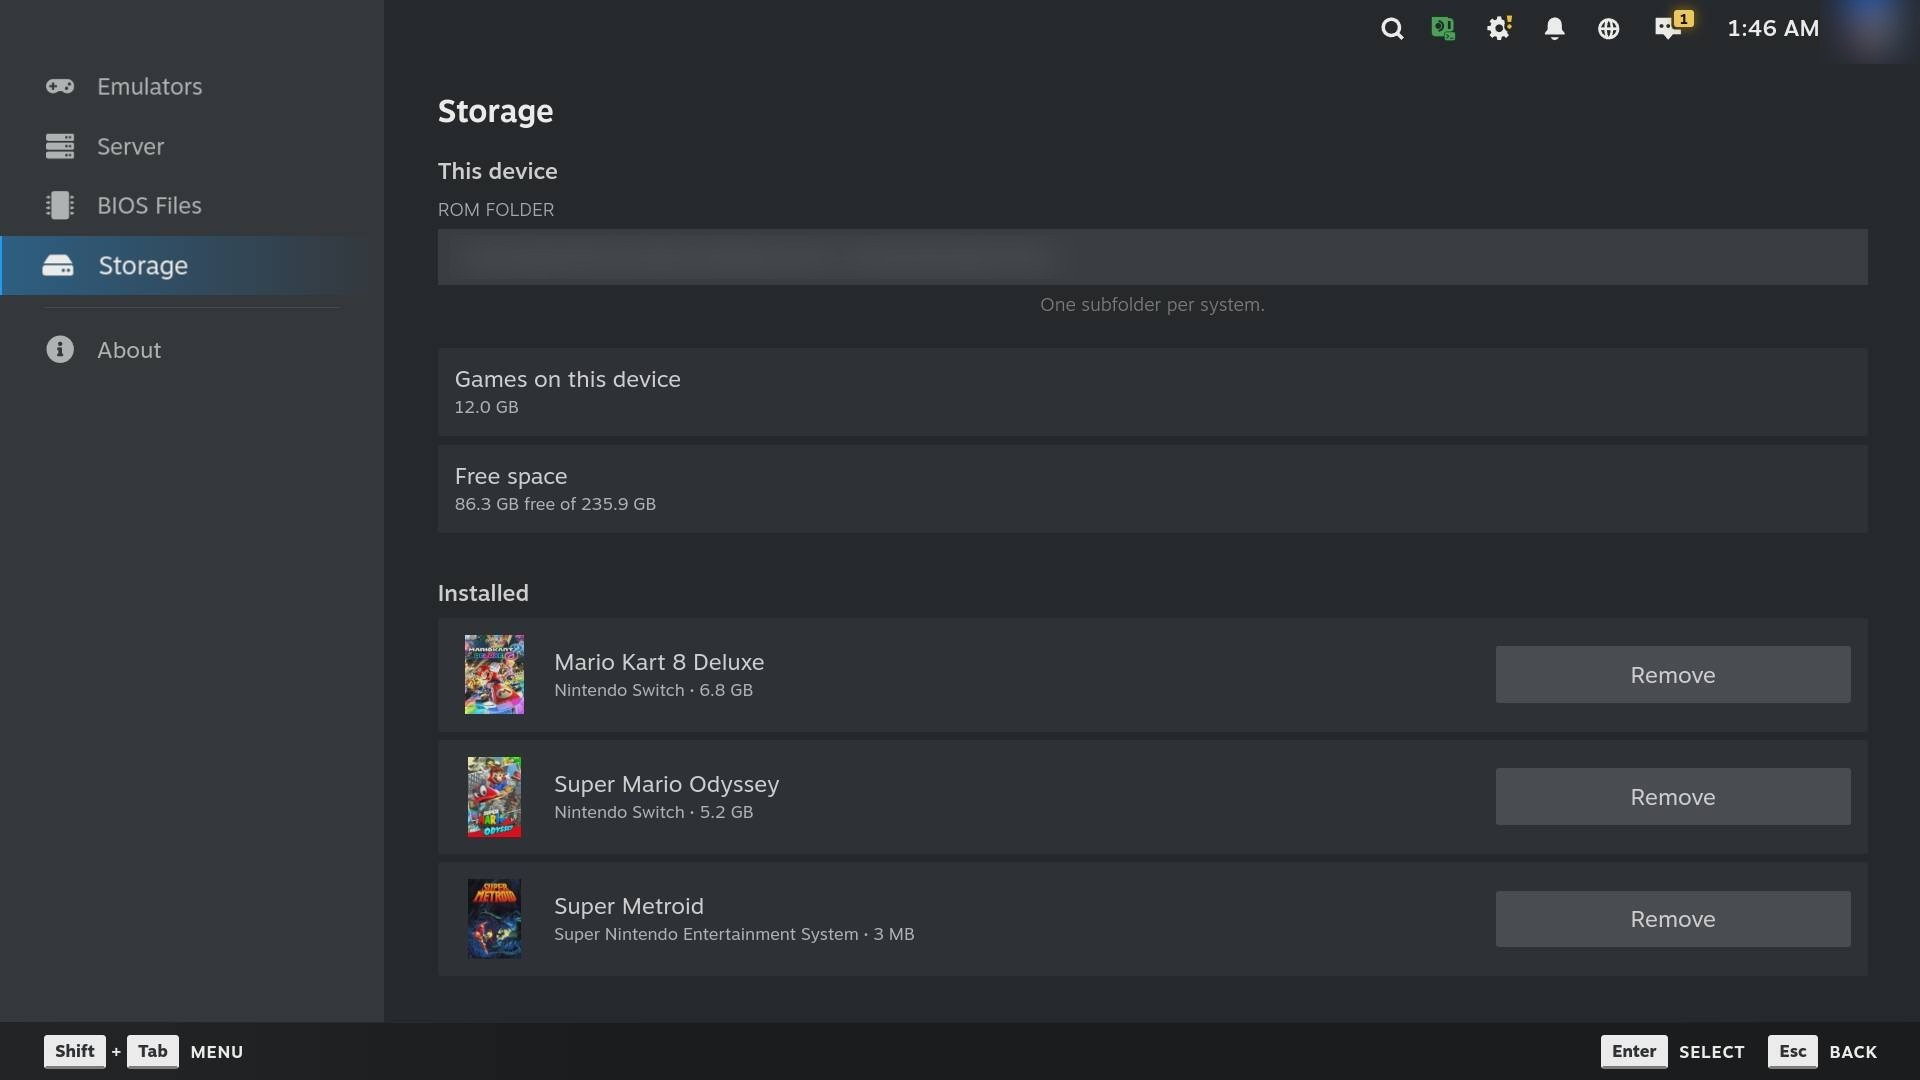 1
1:46 AM
Emulators
Server
BIOS Files
Storage
About
Storage
This device
ROM FOLDER
One subfolder per system.
Games on this device
12.0 GB
Free space
86.3 GB free of 235.9 GB
Installed
Mario Kart 8 Deluxe
Nintendo Switch • 6.8 GB
Remove
Super Mario Odyssey
Nintendo Switch • 5.2 GB
Remove
SUPER
METROID
Super Metroid
Super Nintendo Entertainment System • 3 MB
Remove
Shift + Tab MENU
Enter SELECT Esc BACK